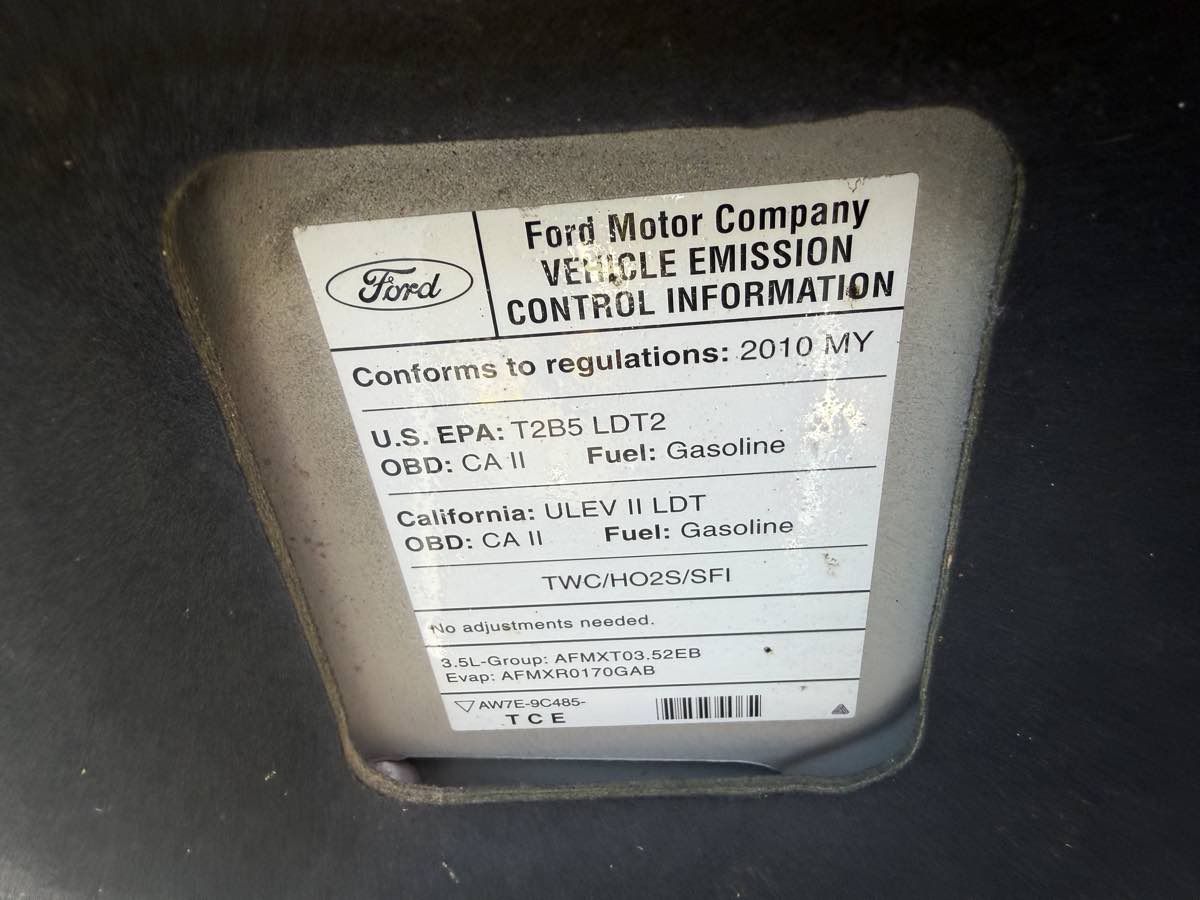 Ford
Ford Motor Company
VEHICLE EMISSION
CONTROL INFORMATION
Conforms to regulations: 2010 MY
U.S. EPA: T2B5 LDT2
OBD: CA II Fuel: Gasoline
California: ULEV II LDT
OBD: CA II Fuel: Gasoline
TWC/HO2S/SFI
No adjustments needed.
3.5L-Group: AFMXT03.52EB
Evap: AFMXR0170GAB
AW7E-9C485-
TCE